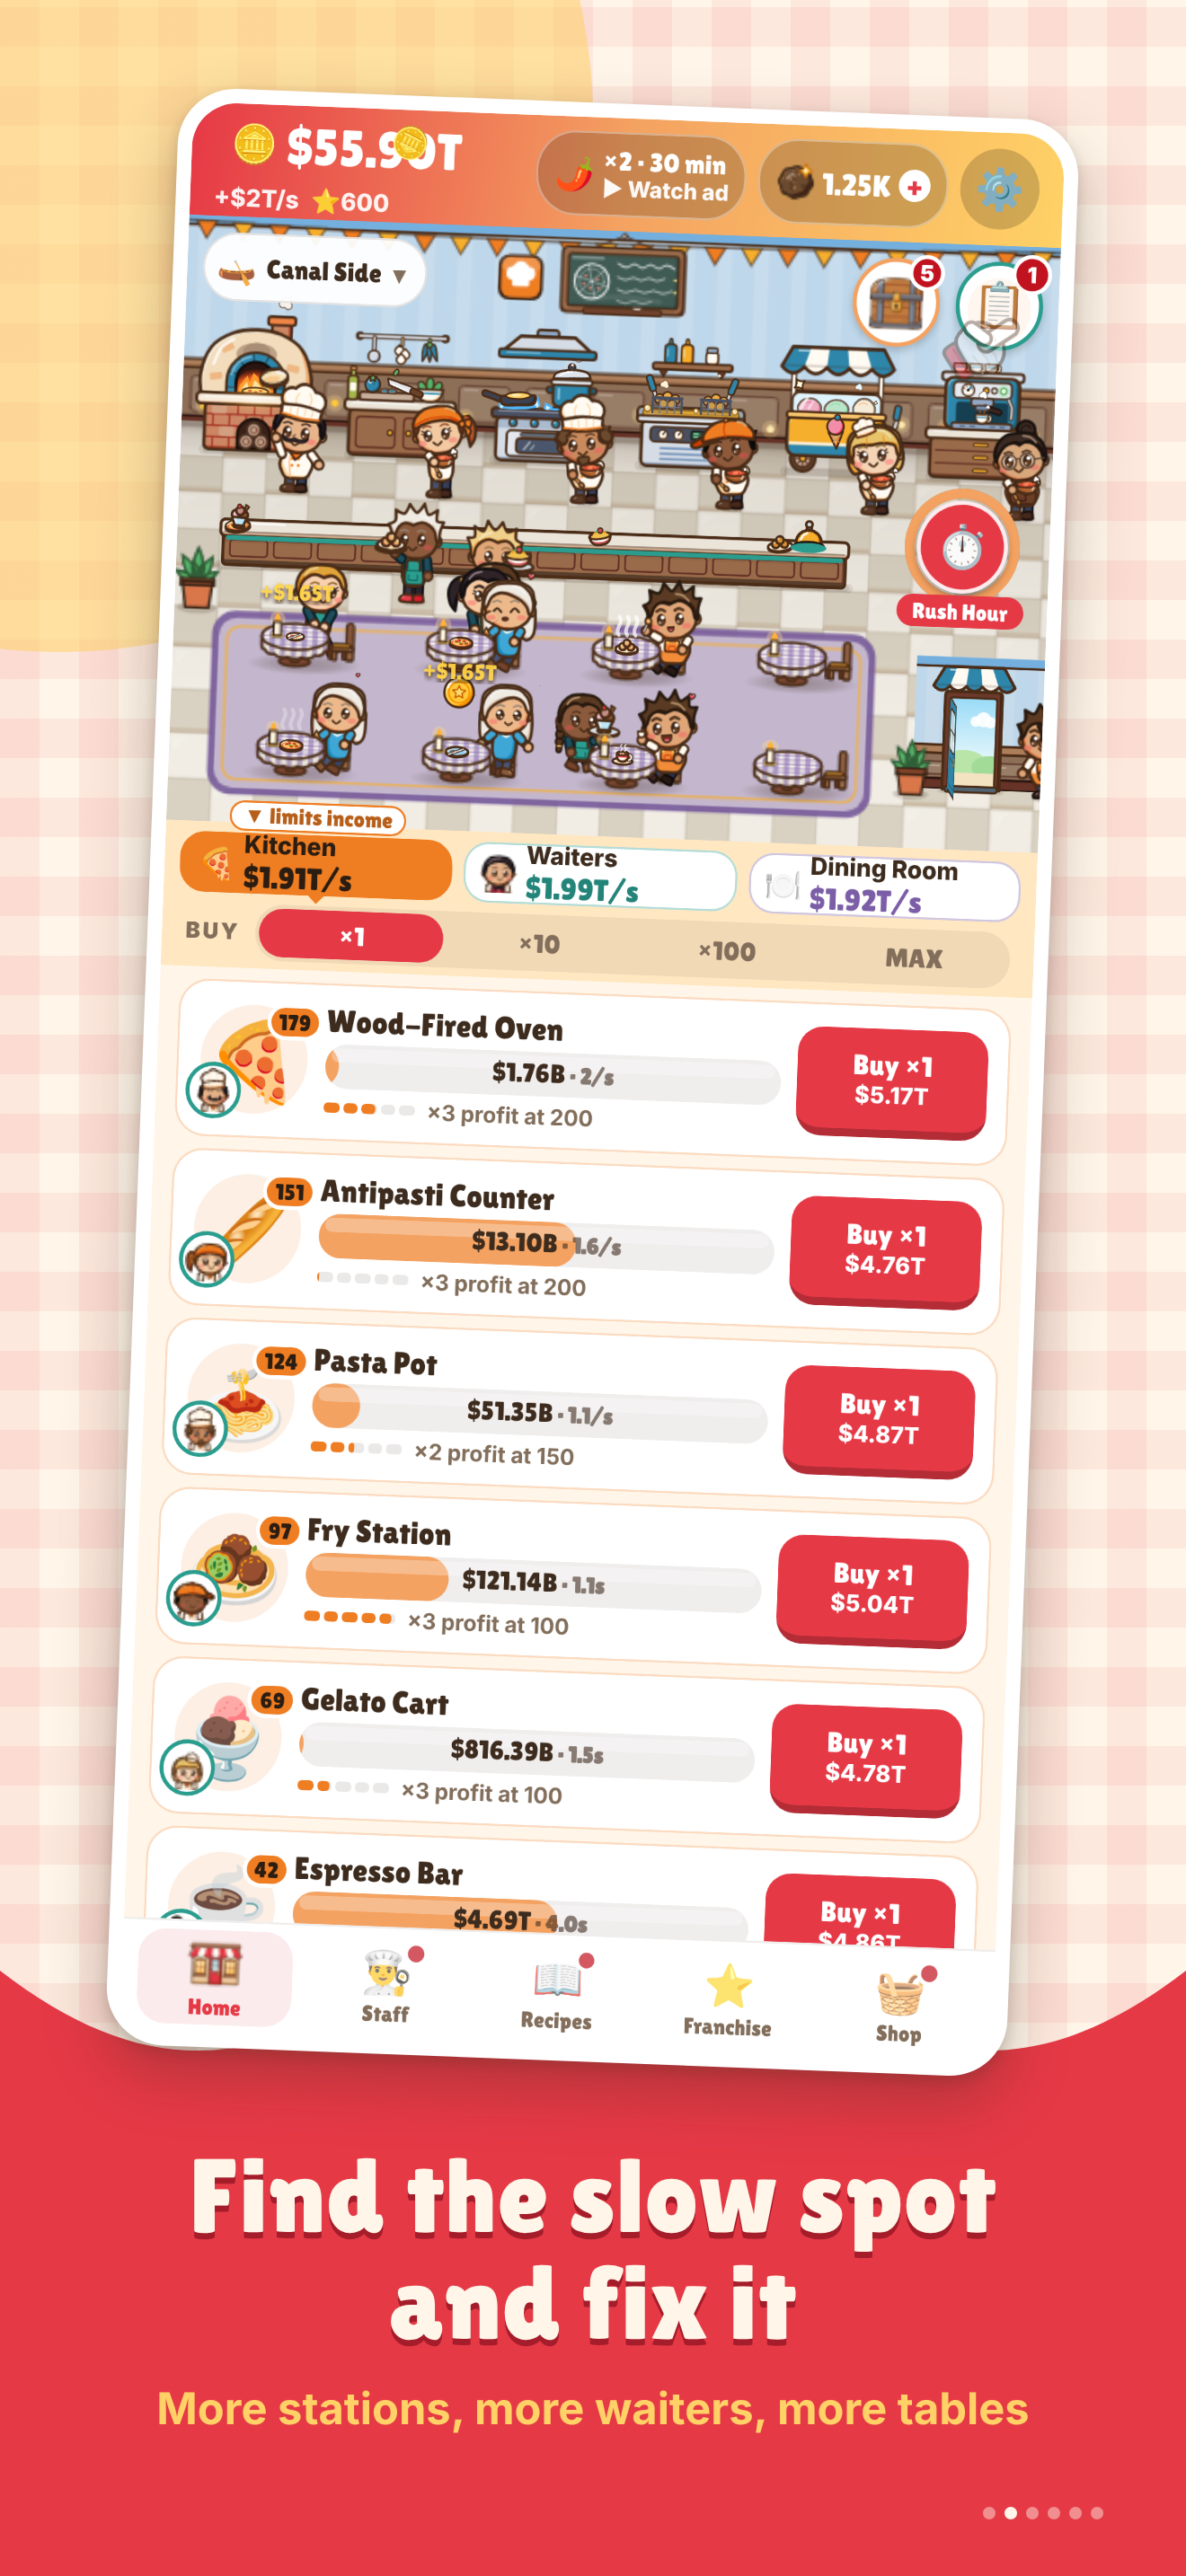 $55.90T
+$2T/s ⭐600
×2 · 30 min
▶ Watch ad
1.25K +
Canal Side ▼
5
1
Rush Hour
+$1.65T
+$1.65T
▼ limits income
Kitchen
$1.91T/s
Waiters
$1.99T/s
Dining Room
$1.92T/s
BUY
×1
×10
×100
MAX
179 Wood-Fired Oven
$1.76B · 2/s
×3 profit at 200
Buy ×1
$5.17T
151 Antipasti Counter
$13.10B · 1.6/s
×3 profit at 200
Buy ×1
$4.76T
124 Pasta Pot
$51.35B · 1.1/s
×2 profit at 150
Buy ×1
$4.87T
97 Fry Station
$121.14B · 1.1s
×3 profit at 100
Buy ×1
$5.04T
69 Gelato Cart
$816.39B · 1.5s
×3 profit at 100
Buy ×1
$4.78T
42 Espresso Bar
$4.69T · 4.0s
Buy ×1
$4.86T
Home
Staff
Recipes
Franchise
Shop
Find the slow spot
and fix it
More stations, more waiters, more tables